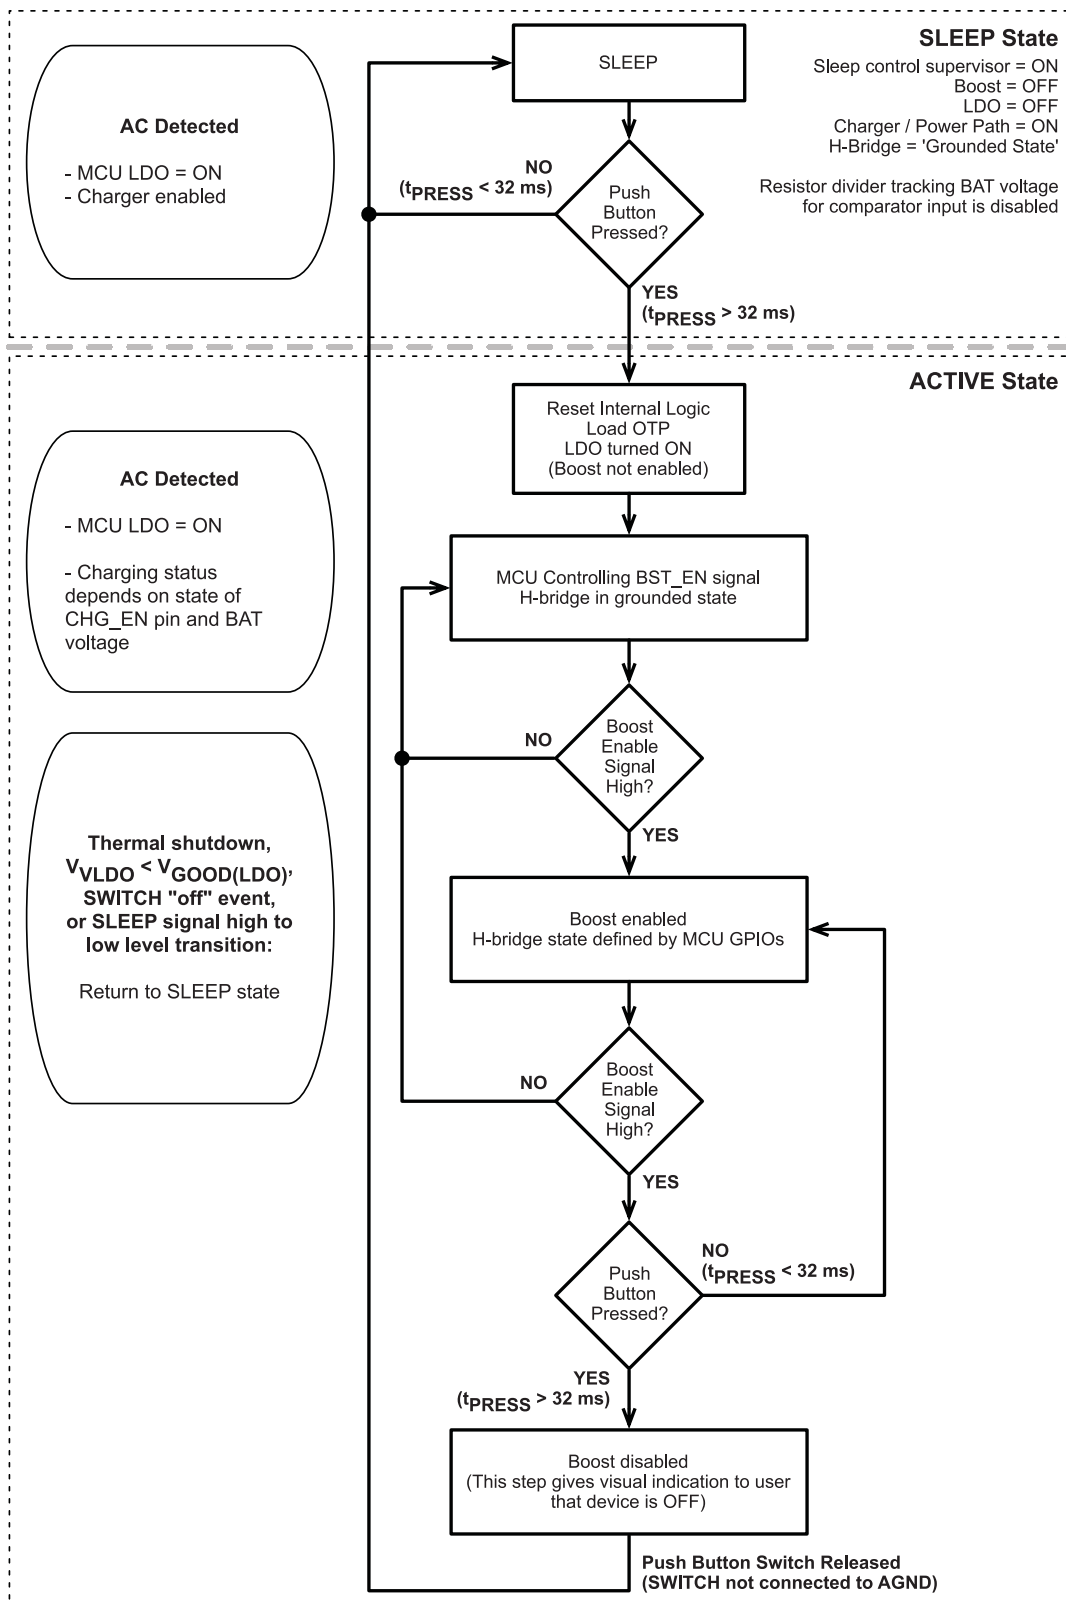 SLEEP State
Sleep control supervisor = ON
Boost = OFF
LDO = OFF
Charger / Power Path = ON
H-Bridge = 'Grounded State'
Resistor divider tracking BAT voltage
for comparator input is disabled
AC Detected
- MCU LDO = ON
- Charger enabled
SLEEP
NO
(tPRESS < 32 ms)
Push
Button
Pressed?
YES
(tPRESS > 32 ms)
ACTIVE State
Reset Internal Logic
Load OTP
LDO turned ON
(Boost not enabled)
AC Detected
- MCU LDO = ON
- Charging status
depends on state of
CHG_EN pin and BAT
voltage
MCU Controlling BST_EN signal
H-bridge in grounded state
Boost
Enable
Signal
High?
NO
YES
Thermal shutdown,
VVLDO < VGOOD(LDO),
SWITCH "off" event,
or SLEEP signal high to
low level transition:
Return to SLEEP state
Boost enabled
H-bridge state defined by MCU GPIOs
Boost
Enable
Signal
High?
NO
YES
Push
Button
Pressed?
NO
(tPRESS < 32 ms)
YES
(tPRESS > 32 ms)
Boost disabled
(This step gives visual indication to user
that device is OFF)
Push Button Switch Released
(SWITCH not connected to AGND)